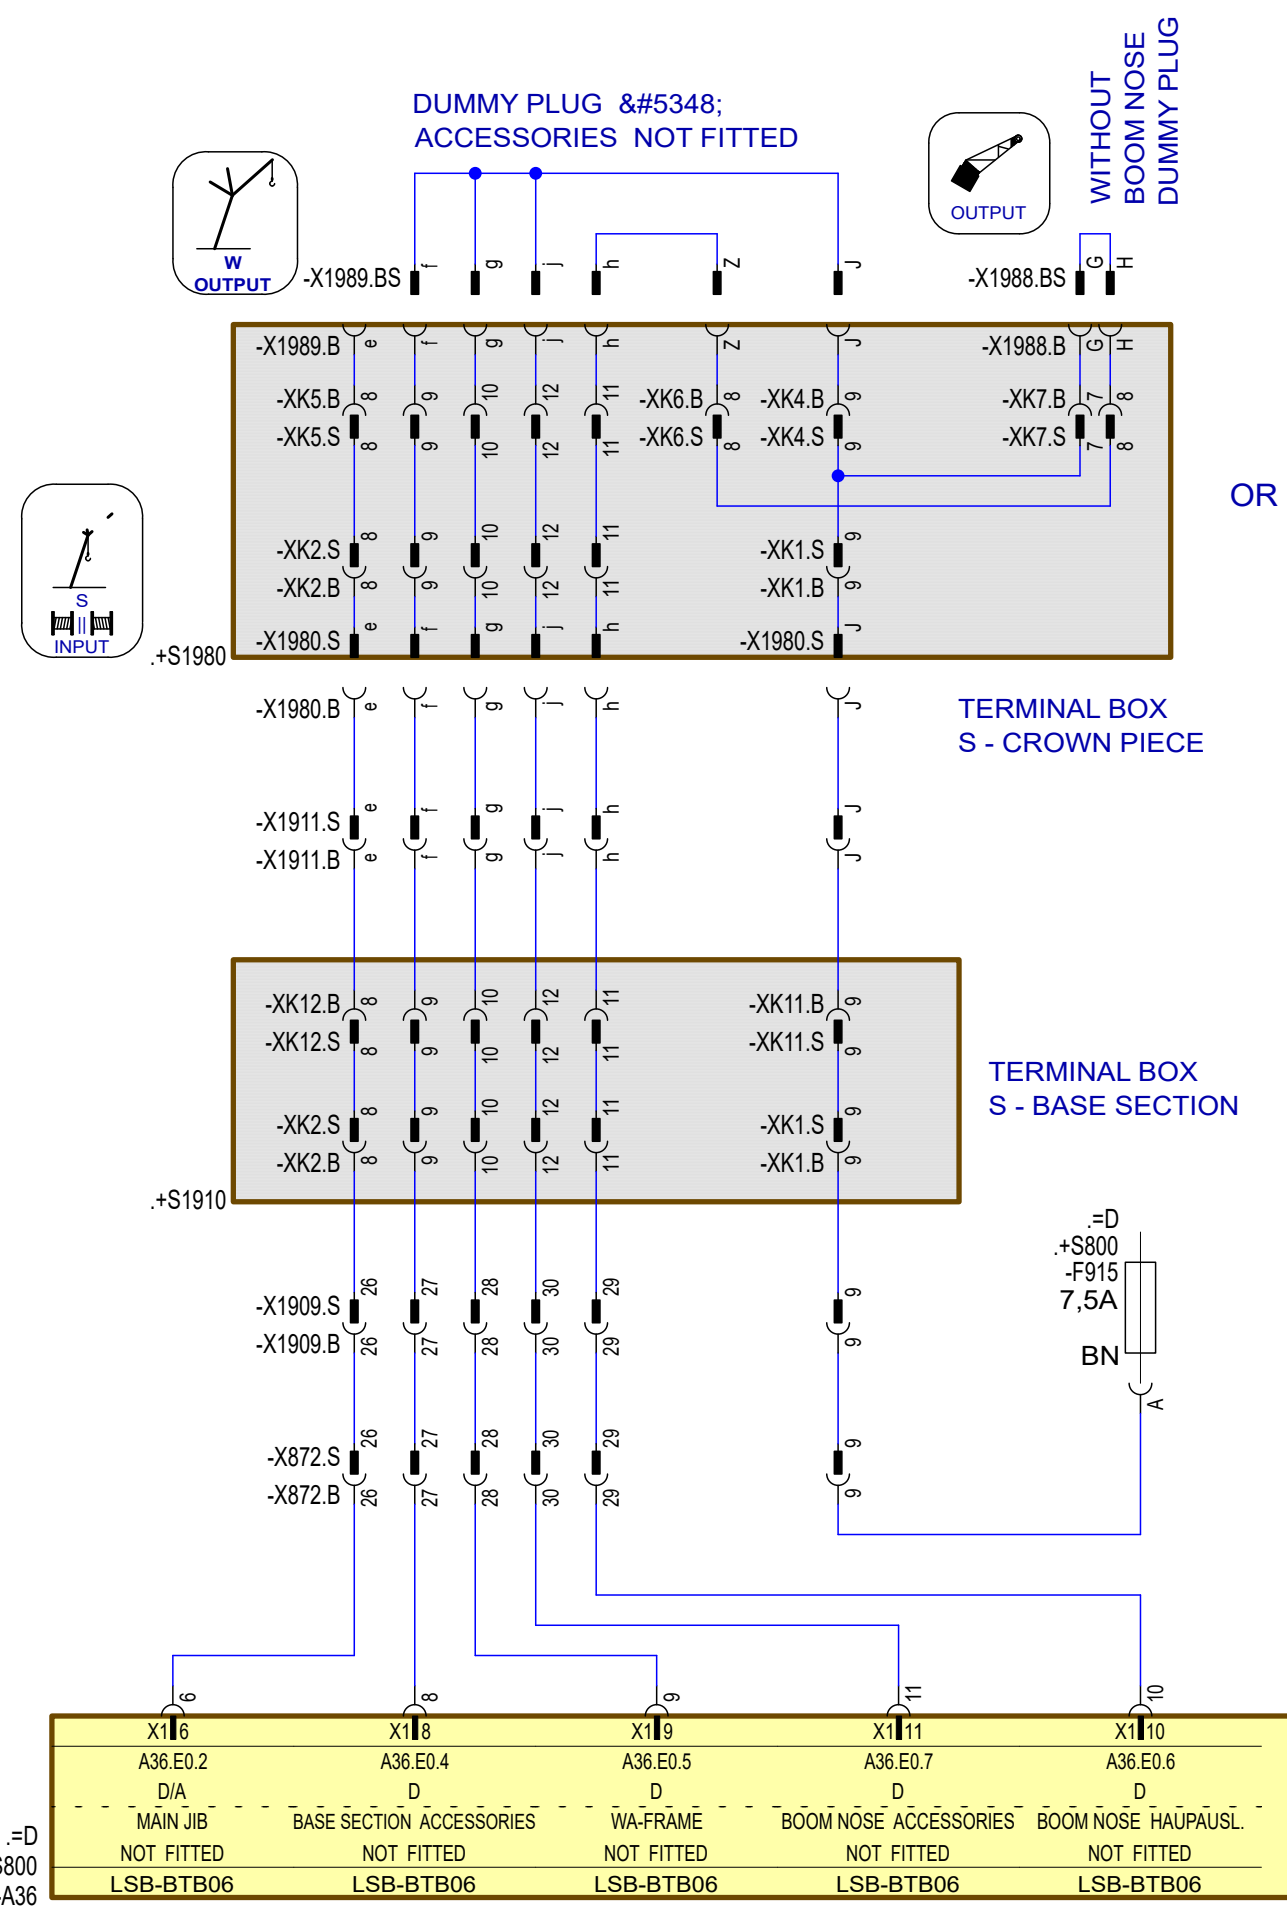 DUMMY PLUG &#5348;
ACCESSORIES NOT FITTED
WITHOUT
BOOM NOSE
DUMMY PLUG
W
OUTPUT
OUTPUT
-X1989.BS f g j h Z J
-X1988.BS G H
-X1989.B e f g j h Z J
-X1988.B G H
-XK5.B 8 9 10 12 11
-XK6.B 8
-XK4.B 9
-XK7.B 7 8
-XK5.S 8 9 10 12 11
-XK6.S 8
-XK4.S 9
-XK7.S 7 8
OR
S
INPUT
-XK2.S 8 9 10 12 11
-XK1.S 9
-XK2.B 8 9 10 12 11
-XK1.B 9
-X1980.S e f g j h
-X1980.S J
.+S1980
-X1980.B e f g j h J
TERMINAL BOX
S - CROWN PIECE
-X1911.S e f g j h J
-X1911.B e f g j h J
-XK12.B 8 9 10 12 11
-XK11.B 9
-XK12.S 8 9 10 12 11
-XK11.S 9
TERMINAL BOX
S - BASE SECTION
-XK2.S 8 9 10 12 11
-XK1.S 9
-XK2.B 8 9 10 12 11
-XK1.B 9
.+S1910
.=D
.+S800
-F915
7,5A
BN
A
-X1909.S 26 27 28 30 29 9
-X1909.B 26 27 28 30 29 9
-X872.S 26 27 28 30 29 9
-X872.B 26 27 28 30 29 9
6 8 9 11 10
X1 6 X1 8 X1 9 X1 11 X1 10
A36.E0.2 A36.E0.4 A36.E0.5 A36.E0.7 A36.E0.6
D/A D D D D
MAIN JIB BASE SECTION ACCESSORIES WA-FRAME BOOM NOSE ACCESSORIES BOOM NOSE HAUPAUSL.
NOT FITTED NOT FITTED NOT FITTED NOT FITTED NOT FITTED
LSB-BTB06 LSB-BTB06 LSB-BTB06 LSB-BTB06 LSB-BTB06
.=D
S800
-A36